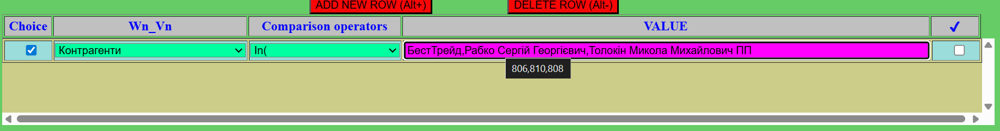 ADD NEW ROW (Alt+) DELETE ROW (Alt-)
Choice Wn_Vn Comparison operators VALUE ✓
Контрагенти In( БестТрейд,Рабко Сергій Георгієвич,Толокін Микола Михайлович ПП
806,810,808